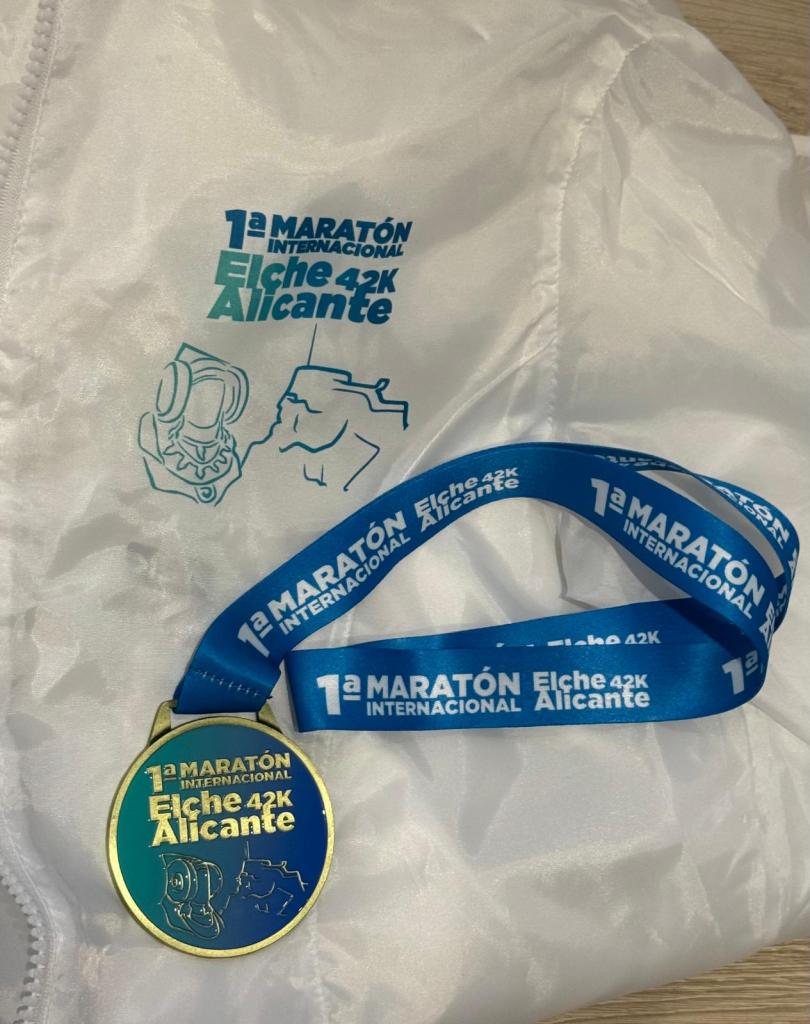 1ª MARATÓN
INTERNACIONAL
Elche 42K
Alicante
1ª MARATÓN
INTERNACIONAL
Elche 42K
Alicante
1ª MARATÓN
INTERNACIONAL
1ª MARATÓN
INTERNACIONAL
Elche 42K
Alicante
1ª
Elche 42K
1ª MARATÓN
INTERNACIONAL
Elche 42K
Alicante